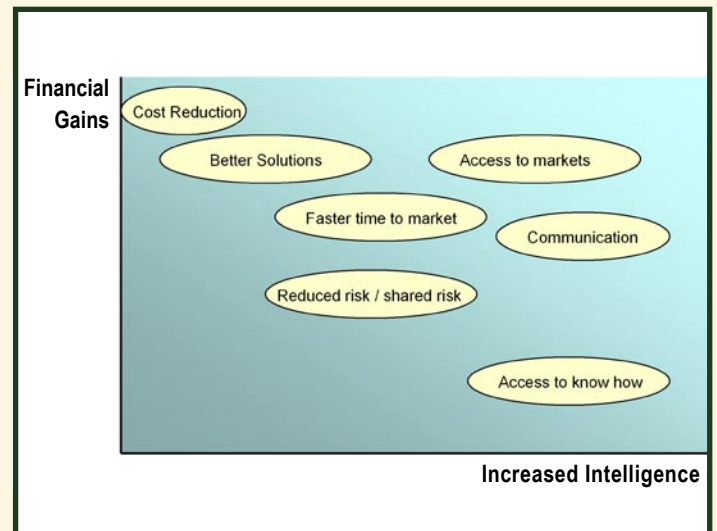 Financial
Gains
Cost Reduction
Better Solutions
Access to markets
Faster time to market
Communication
Reduced risk / shared risk
Access to know how
Increased Intelligence